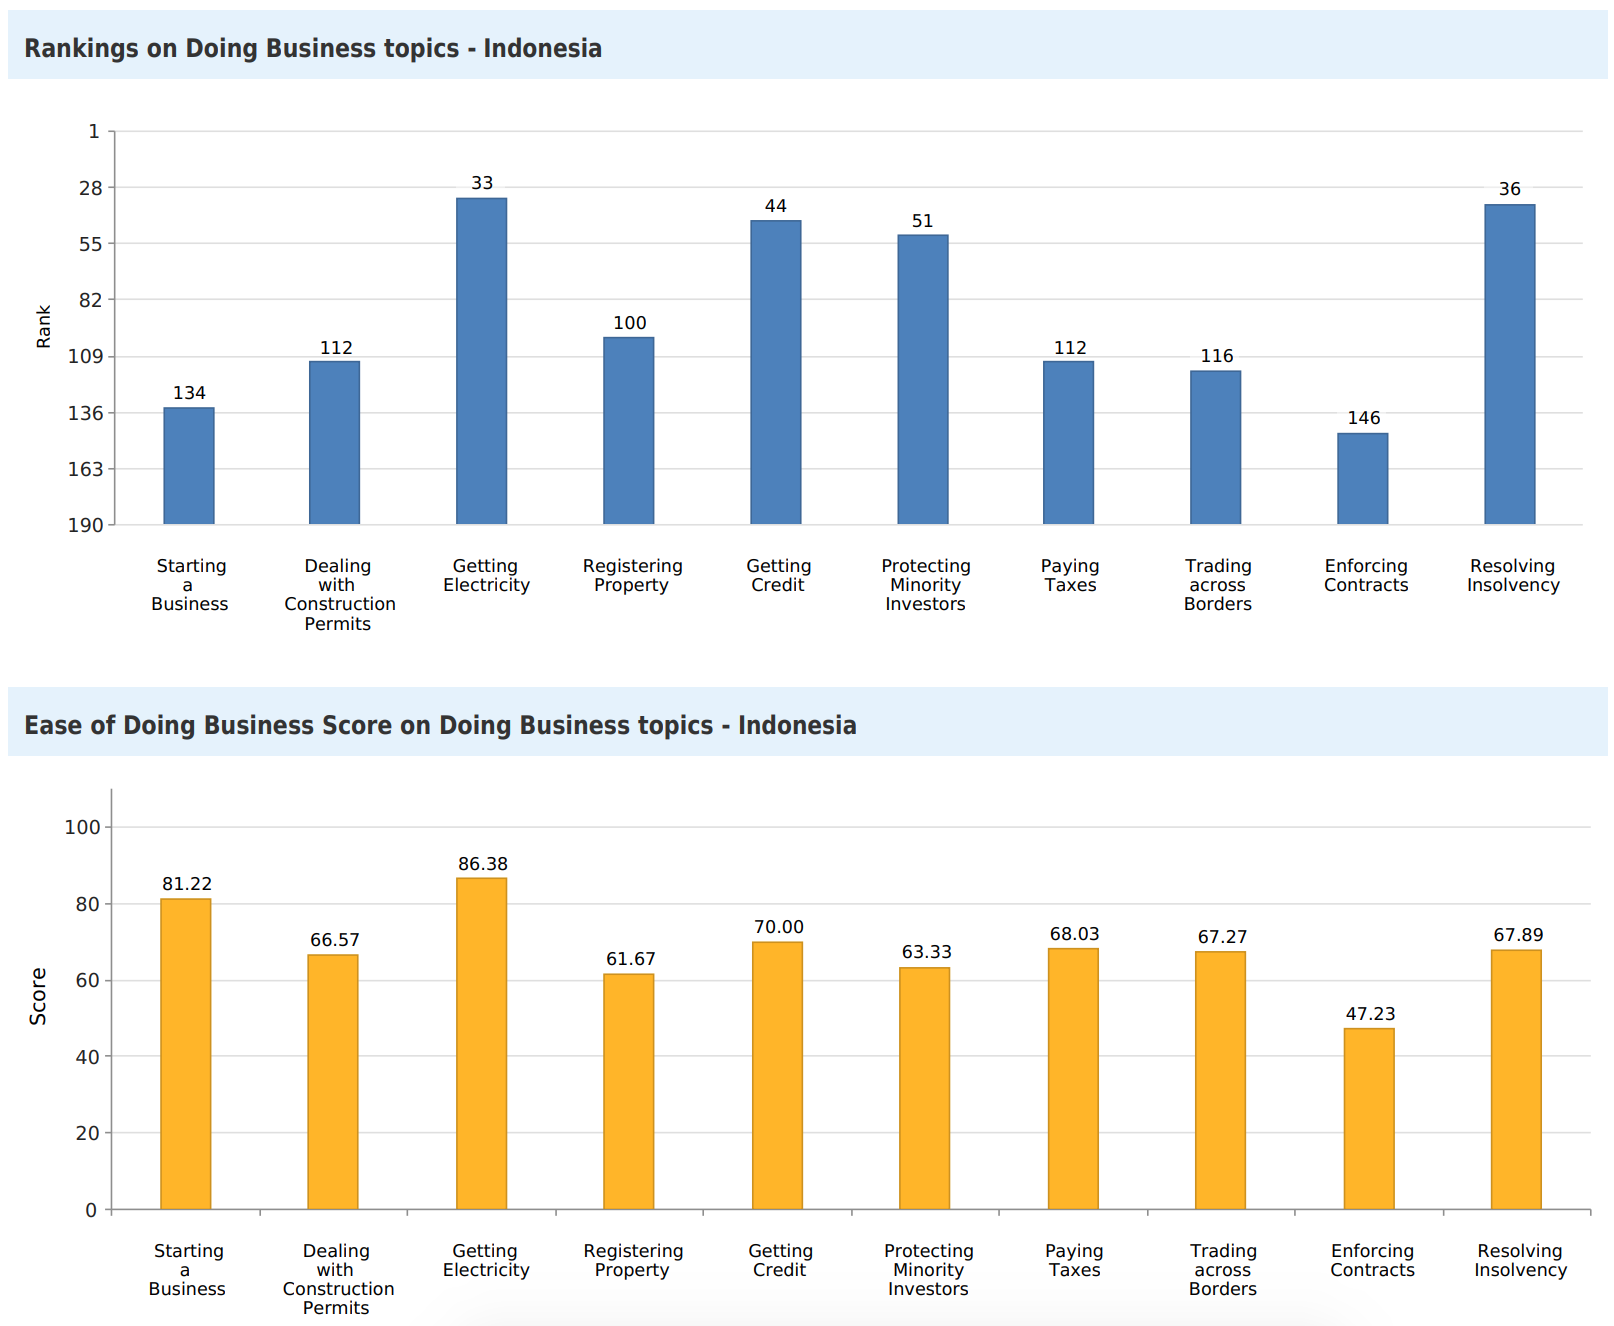 Rankings on Doing Business topics - Indonesia
1
28
55
82
109
136
163
190
Rank
134
112
33
100
44
51
112
116
146
36
Starting
a
Business
Dealing
with
Construction
Permits
Getting
Electricity
Registering
Property
Getting
Credit
Protecting
Minority
Investors
Paying
Taxes
Trading
across
Borders
Enforcing
Contracts
Resolving
Insolvency
Ease of Doing Business Score on Doing Business topics - Indonesia
100
80
60
40
20
0
Score
81.22
66.57
86.38
61.67
70.00
63.33
68.03
67.27
47.23
67.89
Starting
a
Business
Dealing
with
Construction
Permits
Getting
Electricity
Registering
Property
Getting
Credit
Protecting
Minority
Investors
Paying
Taxes
Trading
across
Borders
Enforcing
Contracts
Resolving
Insolvency